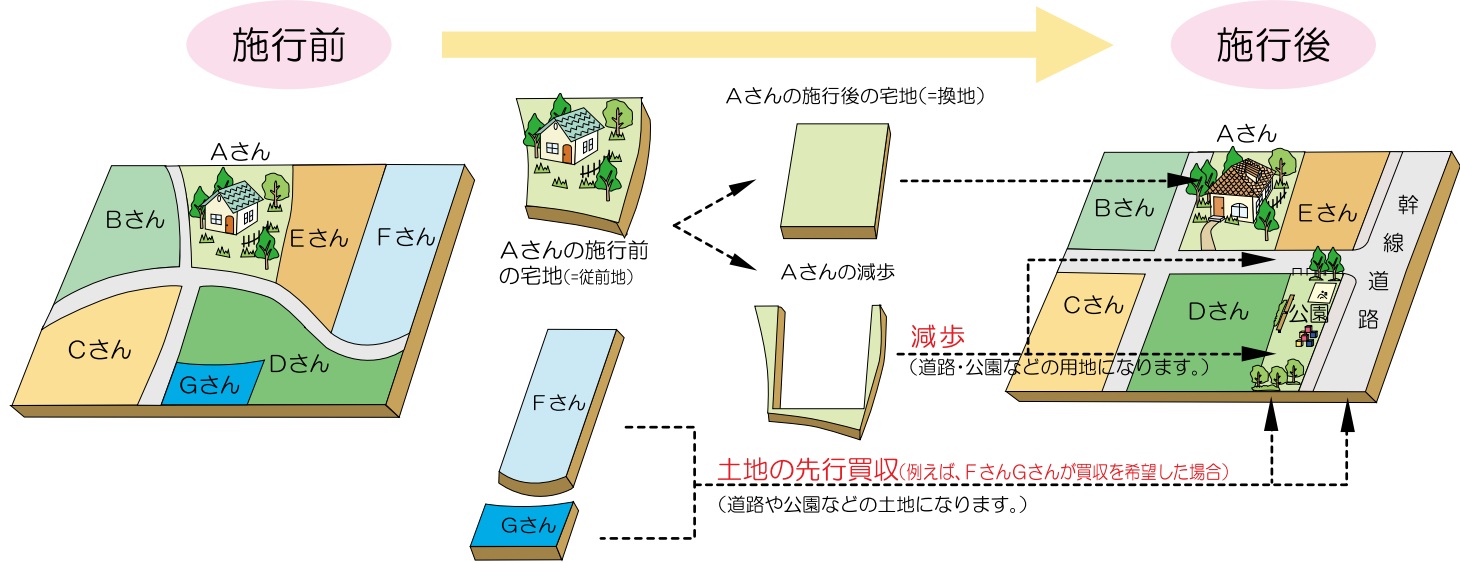 施行前
施行後
Aさん
Bさん
Eさん
Fさん
Cさん
Dさん
Gさん
Aさんの施行前
の宅地(=従前地)
Aさんの施行後の宅地(=換地)
Aさんの減歩
減歩
(道路・公園などの用地になります。)
Fさん
Gさん
土地の先行買収(例えば、FさんGさんが買収を希望した場合)
(道路や公園などの土地になります。)
Aさん
Bさん
Eさん
Cさん
Dさん
公園
幹線道路